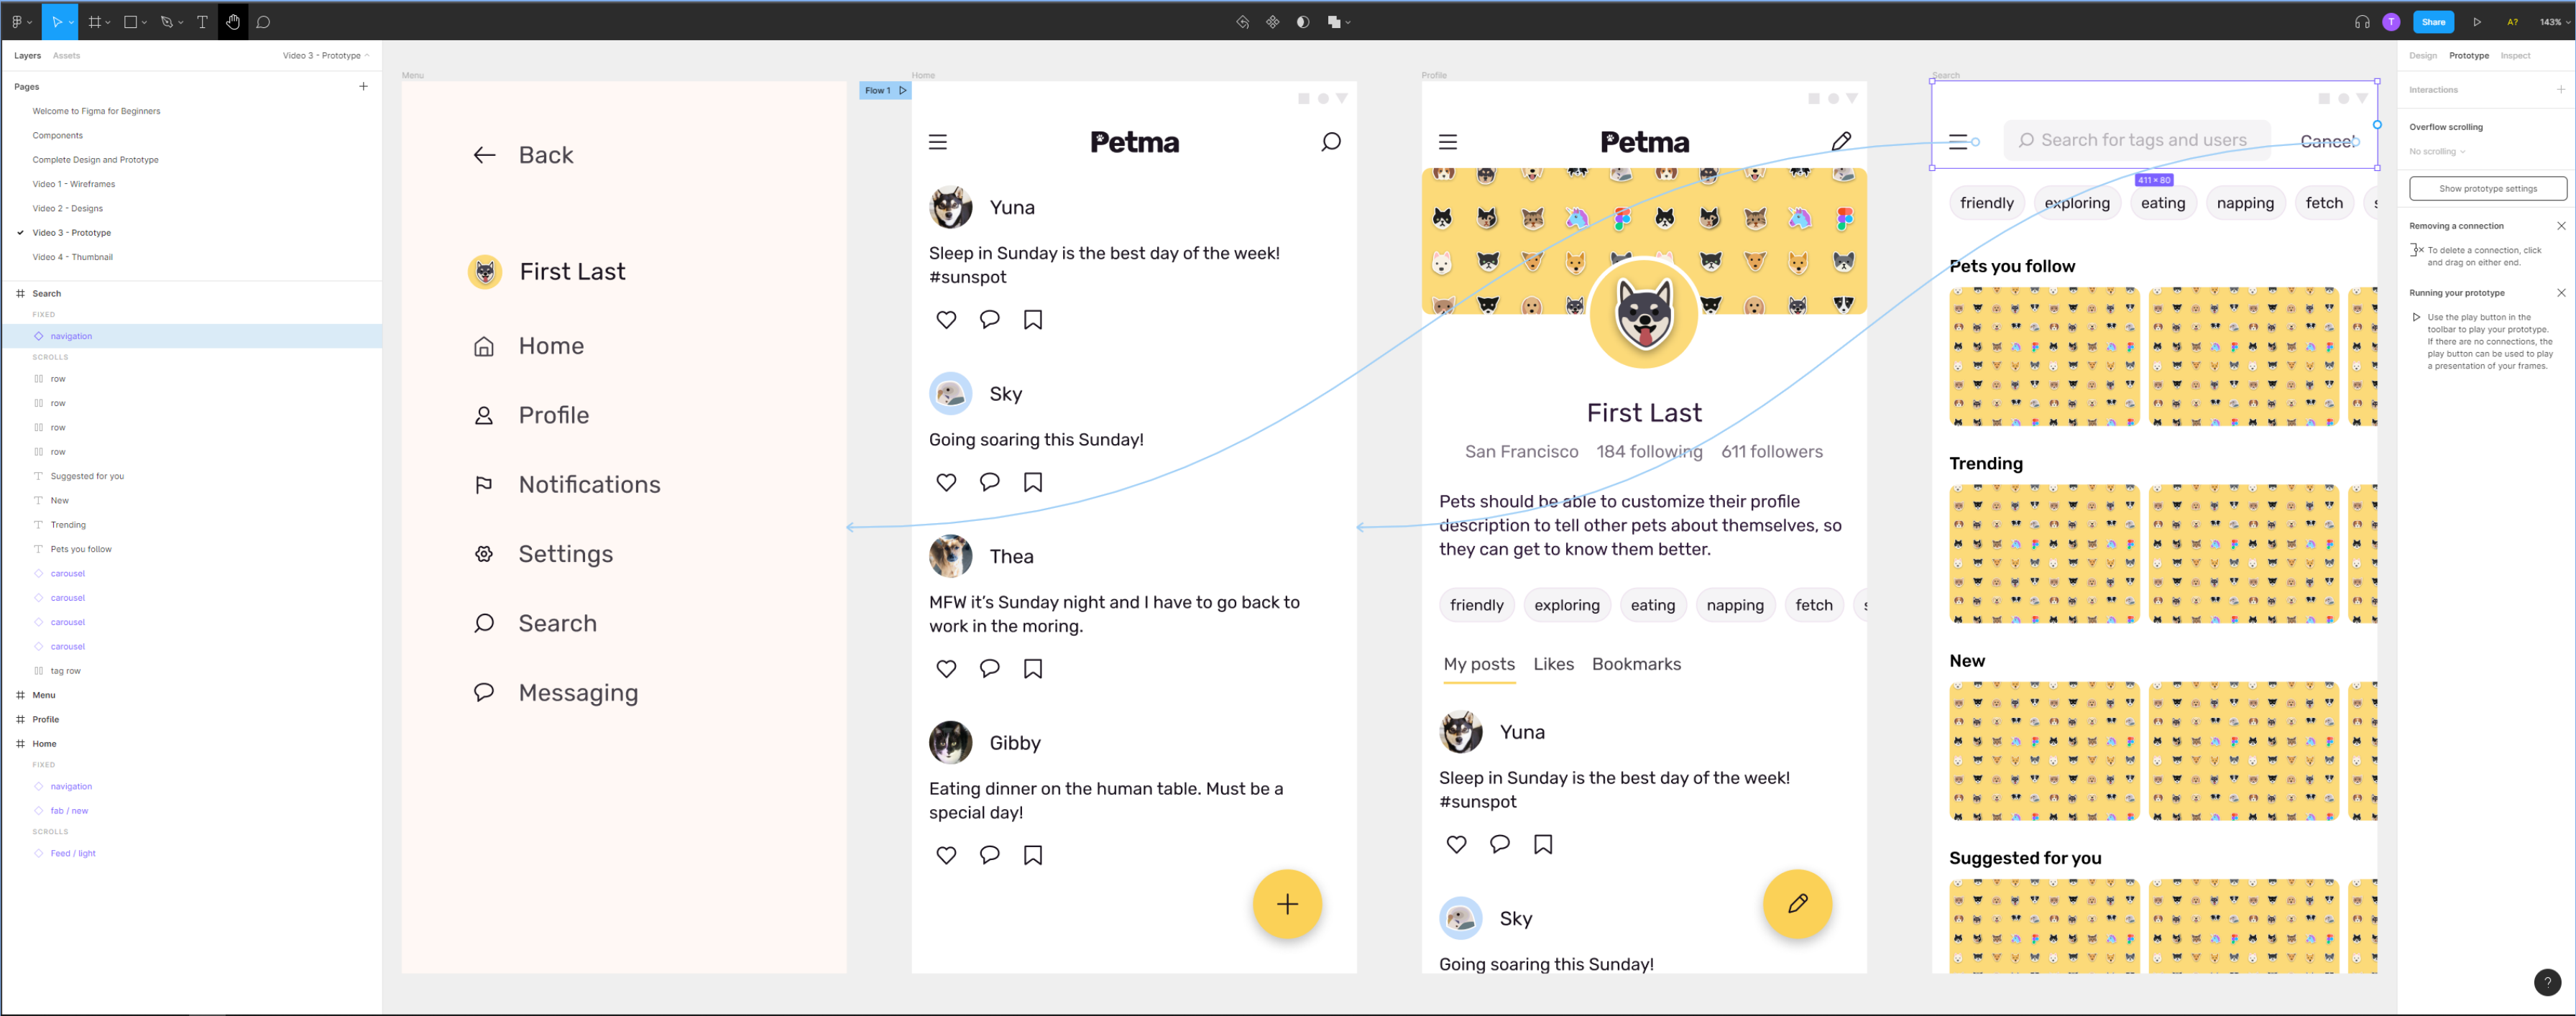 T
Share
A?
143%
Layers
Assets
Video 3 - Prototype
Pages
Welcome to Figma for Beginners
Components
Complete Design and Prototype
Video 1 - Wireframes
Video 2 - Designs
Video 3 - Prototype
Video 4 - Thumbnail
Search
FIXED
navigation
SCROLLS
row
row
row
row
Suggested for you
New
Trending
Pets you follow
carousel
carousel
carousel
carousel
tag row
Menu
Profile
Home
FIXED
navigation
fab / new
SCROLLS
Feed / light
Menu
Back
First Last
Home
Profile
Notifications
Settings
Search
Messaging
Flow 1
Home
Petma
Yuna
Sleep in Sunday is the best day of the week!
#sunspot
Sky
Going soaring this Sunday!
Thea
MFW it's Sunday night and I have to go back to
work in the moring.
Gibby
Eating dinner on the human table. Must be a
special day!
Profile
Petma
First Last
San Francisco 184 following 611 followers
Pets should be able to customize their profile
description to tell other pets about themselves, so
they can get to know them better.
friendly exploring eating napping fetch s
My posts Likes Bookmarks
Yuna
Sleep in Sunday is the best day of the week!
#sunspot
Sky
Going soaring this Sunday!
Search
Search for tags and users
Cancel
411 × 80
friendly exploring eating napping fetch s
Pets you follow
Trending
New
Suggested for you
Design Prototype Inspect
Interactions
Overflow scrolling
No scrolling
Show prototype settings
Removing a connection
To delete a connection, click
and drag on either end.
Running your prototype
Use the play button in the
toolbar to play your prototype.
If there are no connections, the
play button can be used to play
a presentation of your frames.
?